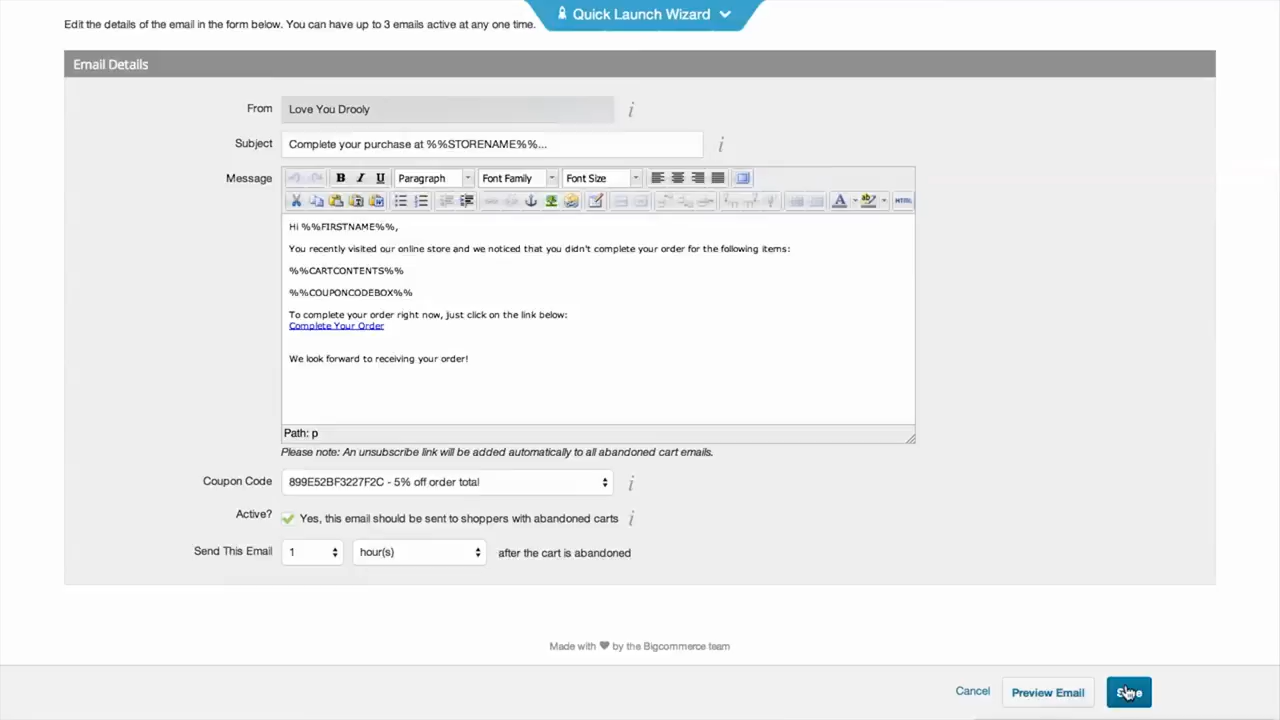 Edit the details of the email in the form below. You can have up to 3 emails active at any one time.
Quick Launch Wizard
Email Details
From Love You Drooly i
Subject Complete your purchase at %%STORENAME%%... i
Message B I U Paragraph Font Family Font Size
A HTML
Hi %%FIRSTNAME%%,
You recently visited our online store and we noticed that you didn't complete your order for the following items:
%%CARTCONTENTS%%
%%COUPONCODEBOX%%
To complete your order right now, just click on the link below:
Complete Your Order
We look forward to receiving your order!
Path: p
Please note: An unsubscribe link will be added automatically to all abandoned cart emails.
Coupon Code 899E52BF3227F2C - 5% off order total i
Active? Yes, this email should be sent to shoppers with abandoned carts i
Send This Email 1 hour(s) after the cart is abandoned
Made with ♥ by the Bigcommerce team
Cancel Preview Email Save